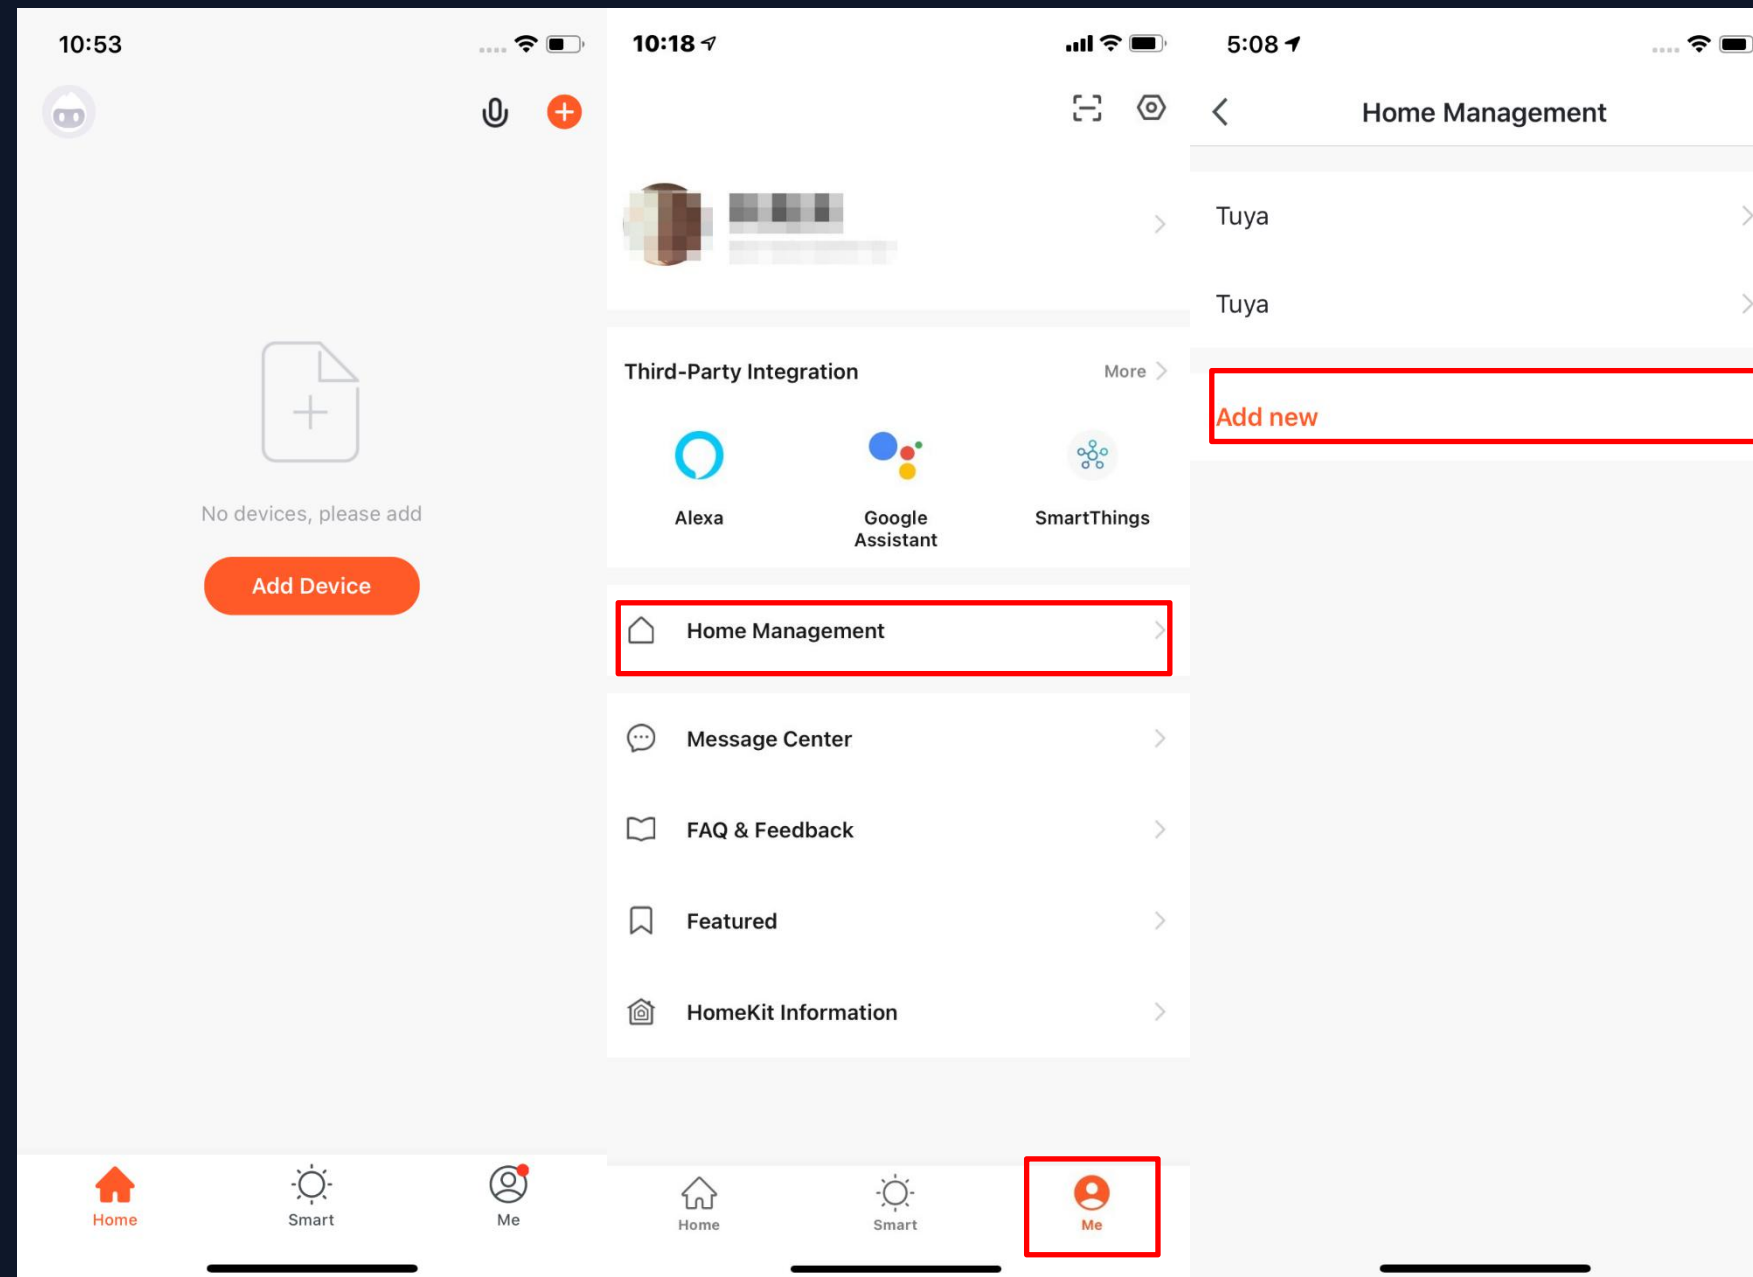 10:53
No devices, please add
Add Device
Home
Smart
Me
10:18
Third-Party Integration
More
Alexa
Google
Assistant
SmartThings
Home Management
Message Center
FAQ & Feedback
Featured
HomeKit Information
Home
Smart
Me
5:08
Home Management
Tuya
Tuya
Add new